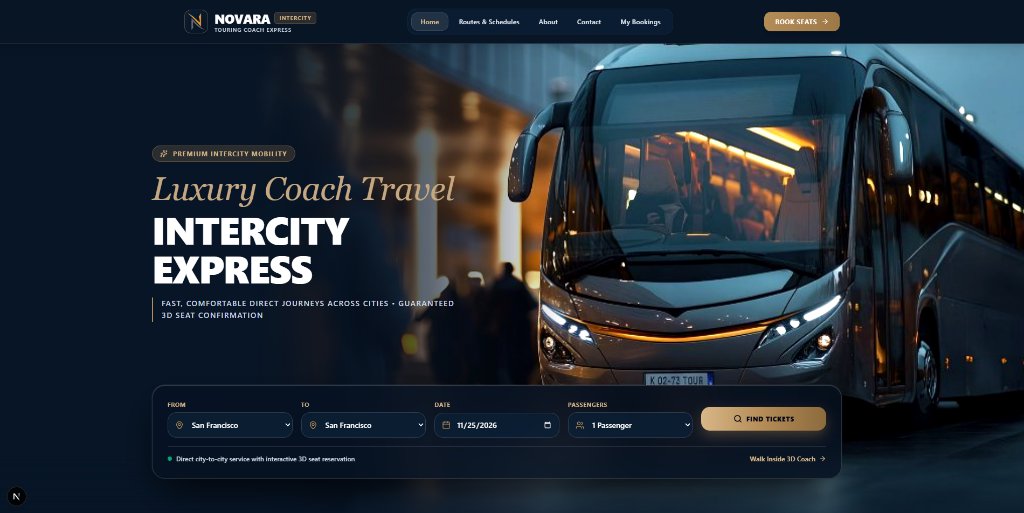 NOVARA INTERCITY
TOURING COACH EXPRESS
Home Routes & Schedules About Contact My Bookings
BOOK SEATS
PREMIUM INTERCITY MOBILITY
Luxury Coach Travel
INTERCITY
EXPRESS
FAST, COMFORTABLE DIRECT JOURNEYS ACROSS CITIES • GUARANTEED
3D SEAT CONFIRMATION
K 02-73 TOUR
FROM TO DATE PASSENGERS
San Francisco San Francisco 11/25/2026 1 Passenger FIND TICKETS
Direct city-to-city service with interactive 3D seat reservation Walk Inside 3D Coach
N